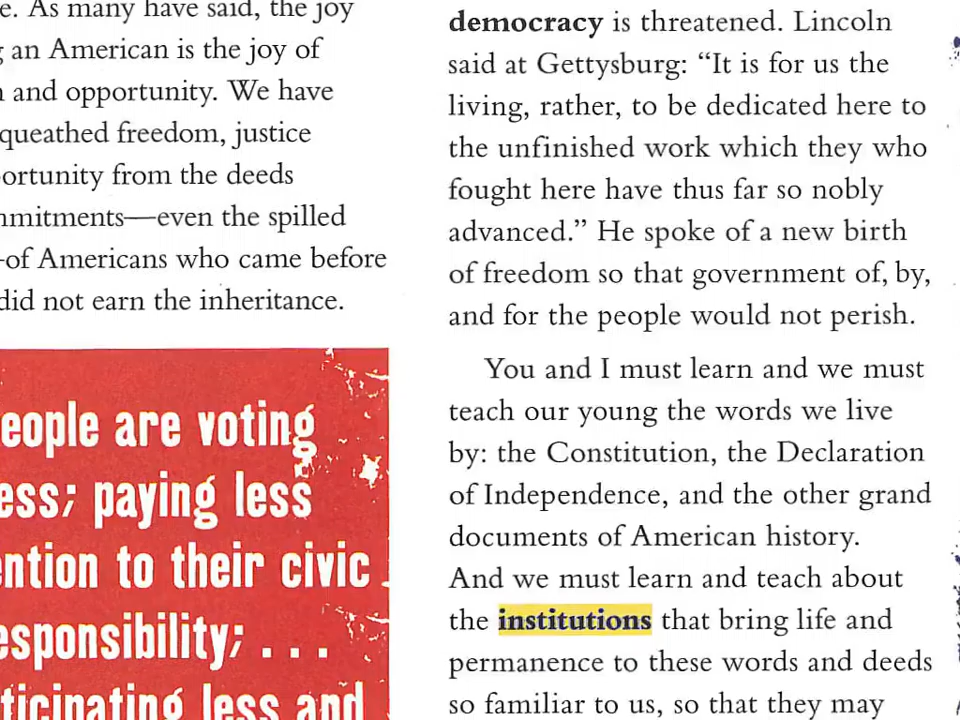 e. As many have said, the joy
an American is the joy of
and opportunity. We have
queathed freedom, justice
ortunity from the deeds
mmitments—even the spilled
—of Americans who came before
did not earn the inheritance.
eople are voting
ess; paying less
ention to their civic
esponsibility; . . .
ticipating less and
democracy is threatened. Lincoln
said at Gettysburg: “It is for us the
living, rather, to be dedicated here to
the unfinished work which they who
fought here have thus far so nobly
advanced.” He spoke of a new birth
of freedom so that government of, by,
and for the people would not perish.
You and I must learn and we must
teach our young the words we live
by: the Constitution, the Declaration
of Independence, and the other grand
documents of American history.
And we must learn and teach about
the institutions that bring life and
permanence to these words and deeds
so familiar to us, so that they may